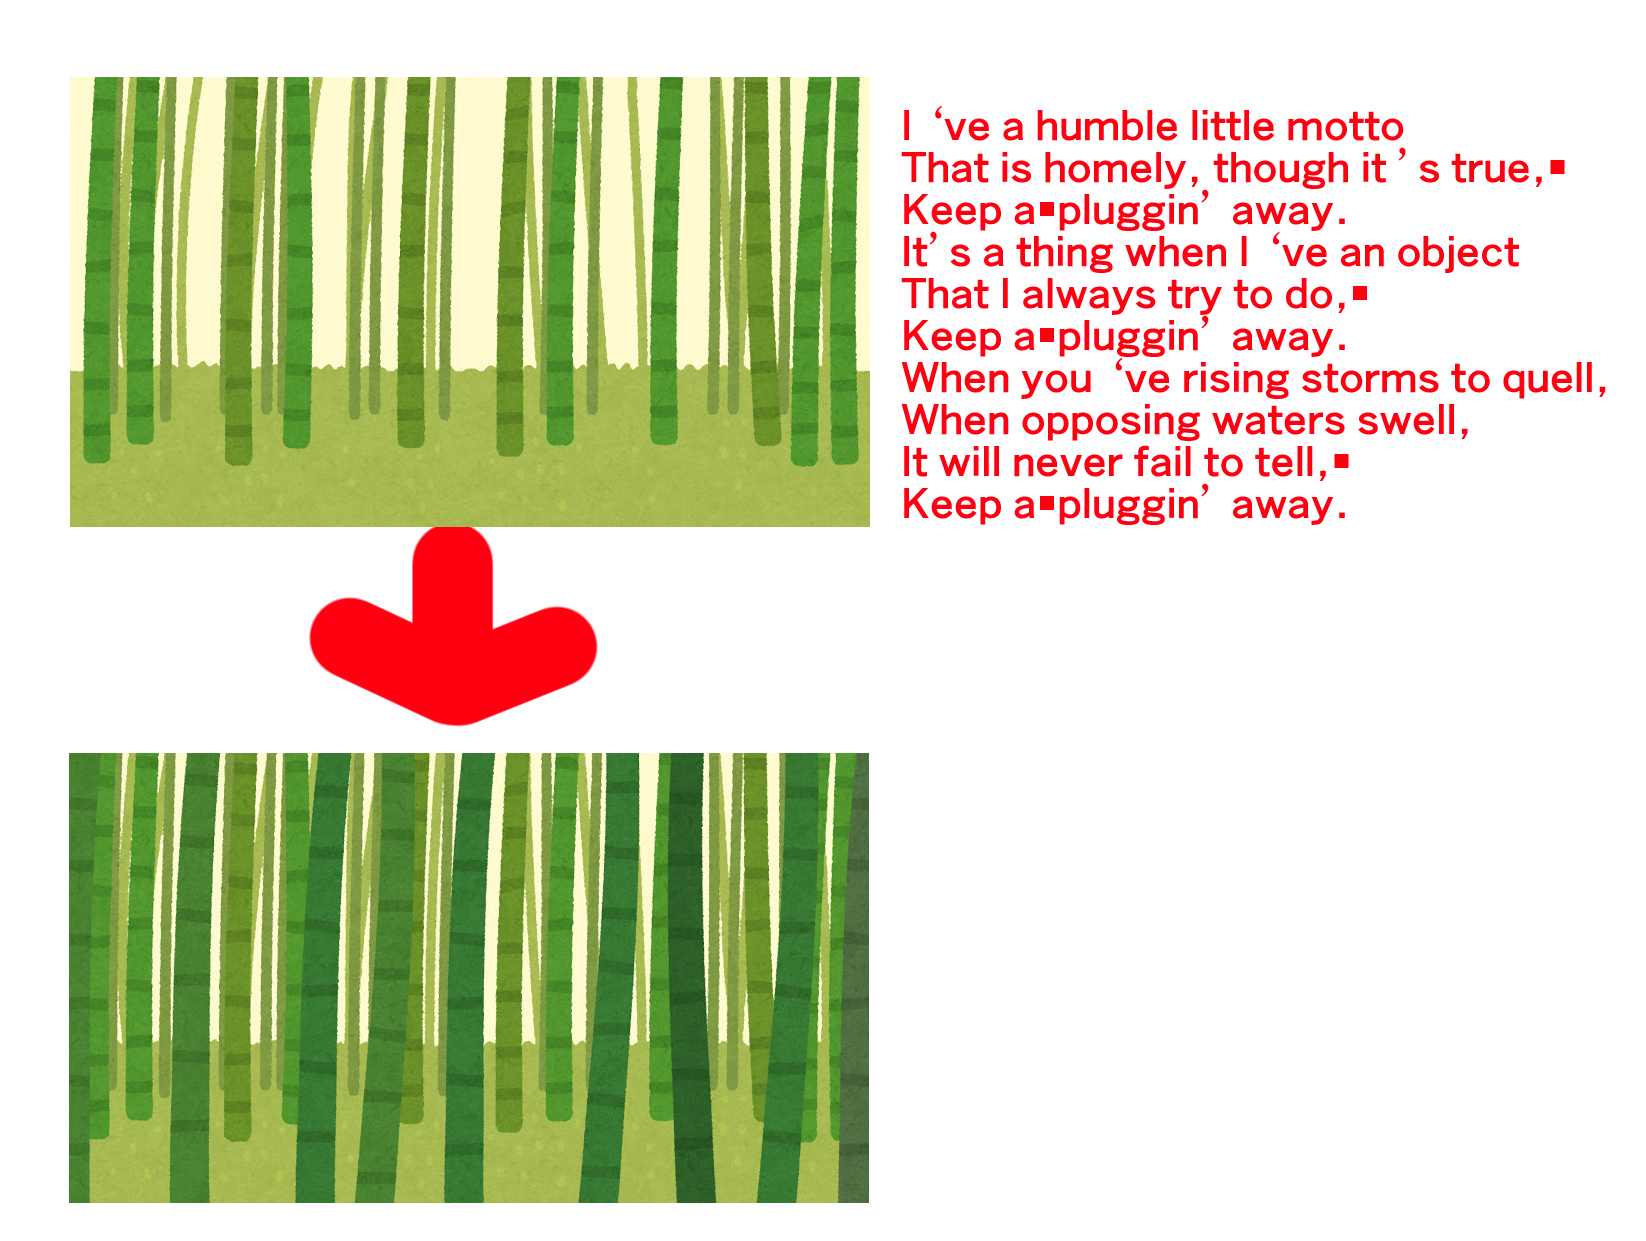 I ‘ve a humble little motto
That is homely, though it ’ s true,■
Keep a■pluggin’ away.
It’ s a thing when I ‘ve an object
That I always try to do,■
Keep a■pluggin’ away.
When you ‘ve rising storms to quell,
When opposing waters swell,
It will never fail to tell,■
Keep a■pluggin’ away.